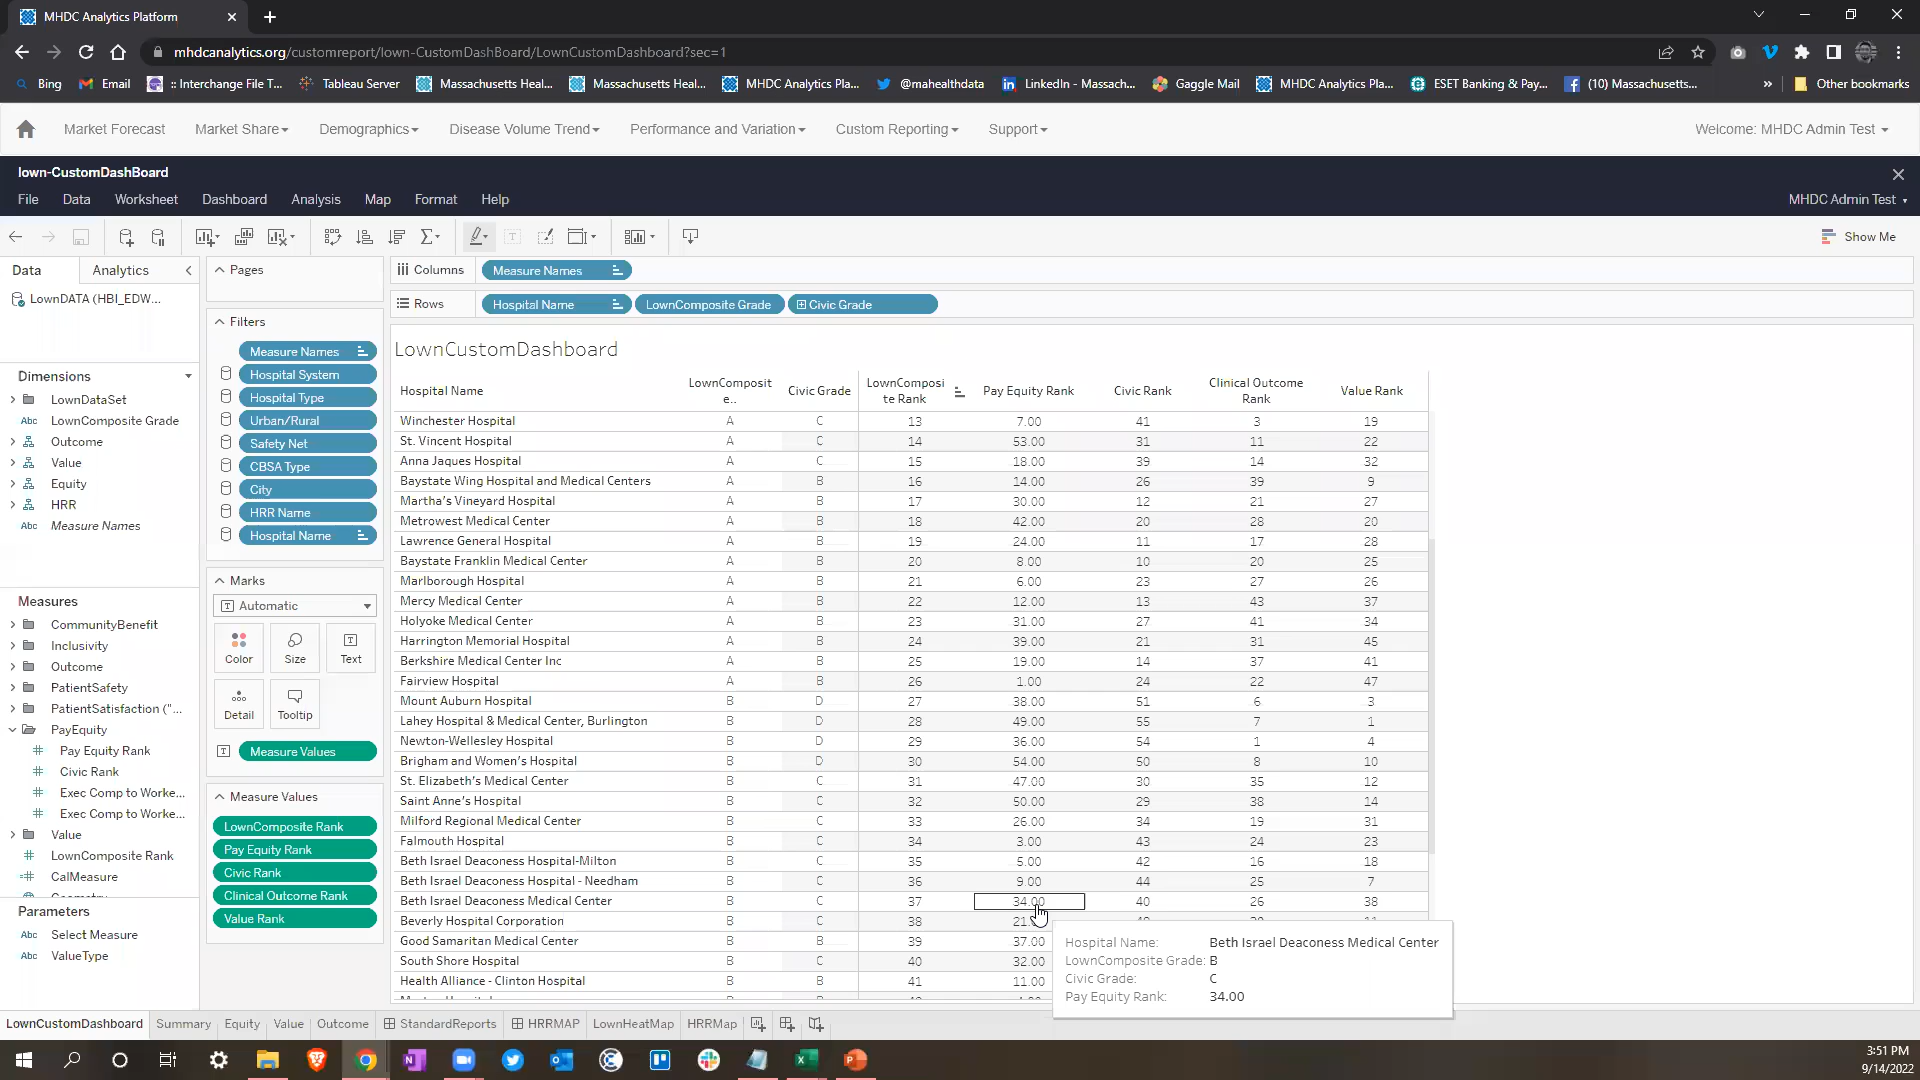 MHDC Analytics Platform
mhdcanalytics.org/customreport/lown-CustomDashBoard/LownCustomDashboard?sec=1
Bing Email :: Interchange File T... Tableau Server Massachusetts Heal... Massachusetts Heal... MHDC Analytics Pla... @mahealthdata LinkedIn - Massach... Gaggle Mail MHDC Analytics Pla... ESET Banking & Pay... (10) Massachusetts... » Other bookmarks
Market Forecast Market Share Demographics Disease Volume Trend Performance and Variation Custom Reporting Support Welcome: MHDC Admin Test
lown-CustomDashBoard
File Data Worksheet Dashboard Analysis Map Format Help MHDC Admin Test
Show Me
Data Analytics
LownDATA (HBI_EDW...
Dimensions
LownDataSet
Abc LownComposite Grade
Outcome
Value
Equity
HRR
Abc Measure Names
Measures
CommunityBenefit
Inclusivity
Outcome
PatientSafety
PatientSatisfaction ("...
PayEquity
Pay Equity Rank
Civic Rank
Exec Comp to Worke...
Exec Comp to Worke...
Value
LownComposite Rank
CalMeasure
Parameters
Abc Select Measure
Abc ValueType
Pages
Filters
Measure Names
Hospital System
Hospital Type
Urban/Rural
Safety Net
CBSA Type
City
HRR Name
Hospital Name
Marks
Automatic
Color Size Text
Detail Tooltip
Measure Values
Measure Values
LownComposite Rank
Pay Equity Rank
Civic Rank
Clinical Outcome Rank
Value Rank
Columns Measure Names
Rows Hospital Name LownComposite Grade Civic Grade
LownCustomDashboard
Hospital Name LownComposit e.. Civic Grade LownComposi te Rank Pay Equity Rank Civic Rank Clinical Outcome Rank Value Rank
Winchester Hospital A C 13 7.00 41 3 19
St. Vincent Hospital A C 14 53.00 31 11 22
Anna Jaques Hospital A C 15 18.00 39 14 32
Baystate Wing Hospital and Medical Centers A B 16 14.00 26 39 9
Martha's Vineyard Hospital A B 17 30.00 12 21 27
Metrowest Medical Center A B 18 42.00 20 28 20
Lawrence General Hospital A B 19 24.00 11 17 28
Baystate Franklin Medical Center A B 20 8.00 10 20 25
Marlborough Hospital A B 21 6.00 23 27 26
Mercy Medical Center A B 22 12.00 13 43 37
Holyoke Medical Center A B 23 31.00 27 41 34
Harrington Memorial Hospital A B 24 39.00 21 31 45
Berkshire Medical Center Inc A B 25 19.00 14 37 41
Fairview Hospital A B 26 1.00 24 22 47
Mount Auburn Hospital B D 27 38.00 51 6 3
Lahey Hospital & Medical Center, Burlington B D 28 49.00 55 7 1
Newton-Wellesley Hospital B D 29 36.00 54 1 4
Brigham and Women's Hospital B D 30 54.00 50 8 10
St. Elizabeth's Medical Center B C 31 47.00 30 35 12
Saint Anne's Hospital B C 32 50.00 29 38 14
Milford Regional Medical Center B C 33 26.00 34 19 31
Falmouth Hospital B C 34 3.00 43 24 23
Beth Israel Deaconess Hospital-Milton B C 35 5.00 42 16 18
Beth Israel Deaconess Hospital - Needham B C 36 9.00 44 25 7
Beth Israel Deaconess Medical Center B C 37 34.00 40 26 38
Beverly Hospital Corporation B C 38
Good Samaritan Medical Center B B 39 37.00
South Shore Hospital B C 40 32.00
Health Alliance - Clinton Hospital B B 41 11.00
Hospital Name: Beth Israel Deaconess Medical Center
LownComposite Grade: B
Civic Grade: C
Pay Equity Rank: 34.00
LownCustomDashboard Summary Equity Value Outcome StandardReports HRRMAP LownHeatMap HRRMap
3:51 PM
9/14/2022